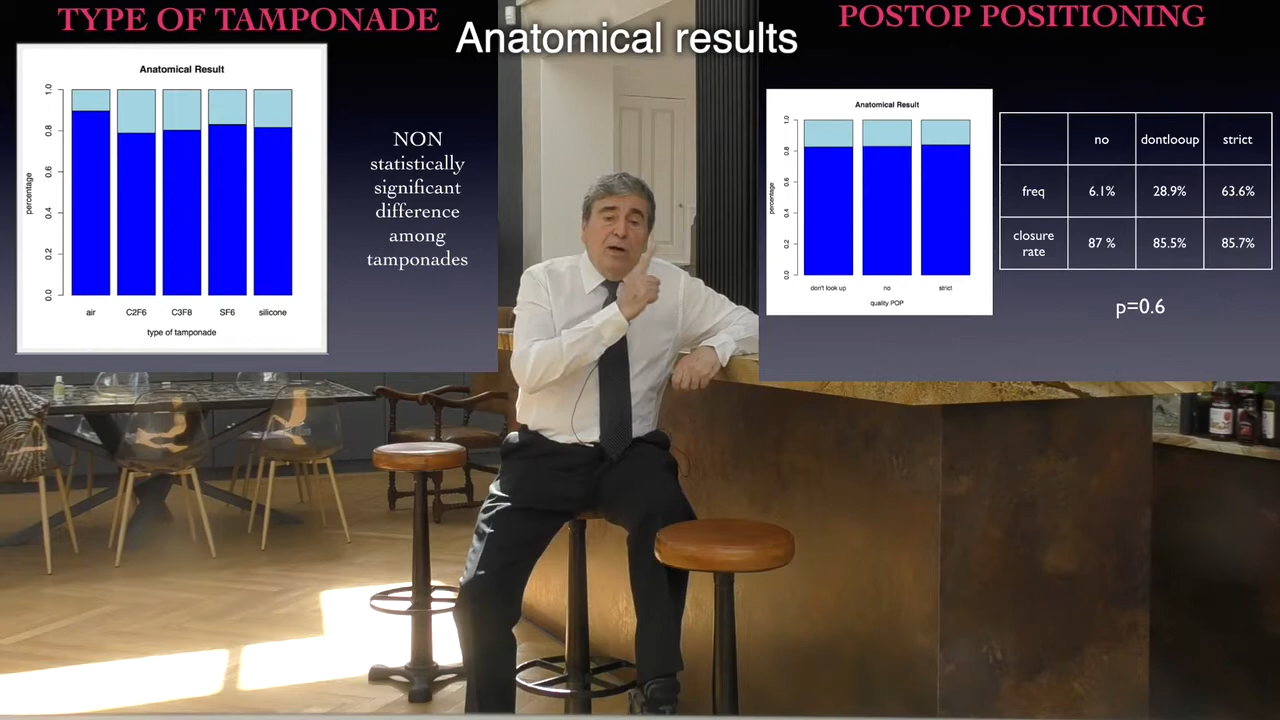 TYPE OF TAMPONADE
Anatomical results
POSTOP POSITIONING
Anatomical Result
percentage
1.0
0.8
0.6
0.4
0.2
0.0
air C2F6 C3F8 SF6 silicone
type of tamponade
NON
statistically
significant
difference
among
tamponades
Anatomical Result
percentage
1.0
0.8
0.6
0.4
0.2
0.0
don't look up no strict
quality POP
no dontlooup strict
freq 6.1% 28.9% 63.6%
closure
rate 87 % 85.5% 85.7%
p=0.6